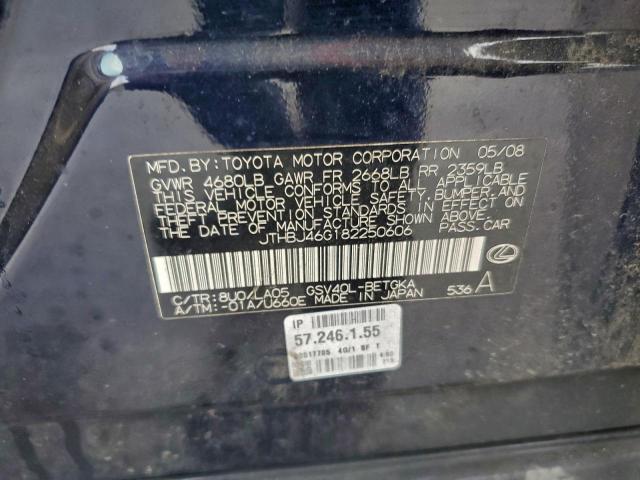 MFD. BY: TOYOTA MOTOR CORPORATION 05/08
GVWR 4680LB GAWR FR 2668LB RR 2359LB
THIS VEHICLE CONFORMS TO ALL APPLICABLE
FEDERAL MOTOR VEHICLE SAFETY, BUMPER, AND
THEFT PREVENTION STANDARDS IN EFFECT ON
THE DATE OF MANUFACTURE SHOWN ABOVE.
JTHBJ46G182250606 PASS.CAR
C/TR:8U0/LA05 GSV40L-BETGKA
A/TM:-01A/U660E MADE IN JAPAN 536 A
IP
57.246.1.55
4G/1 BF T